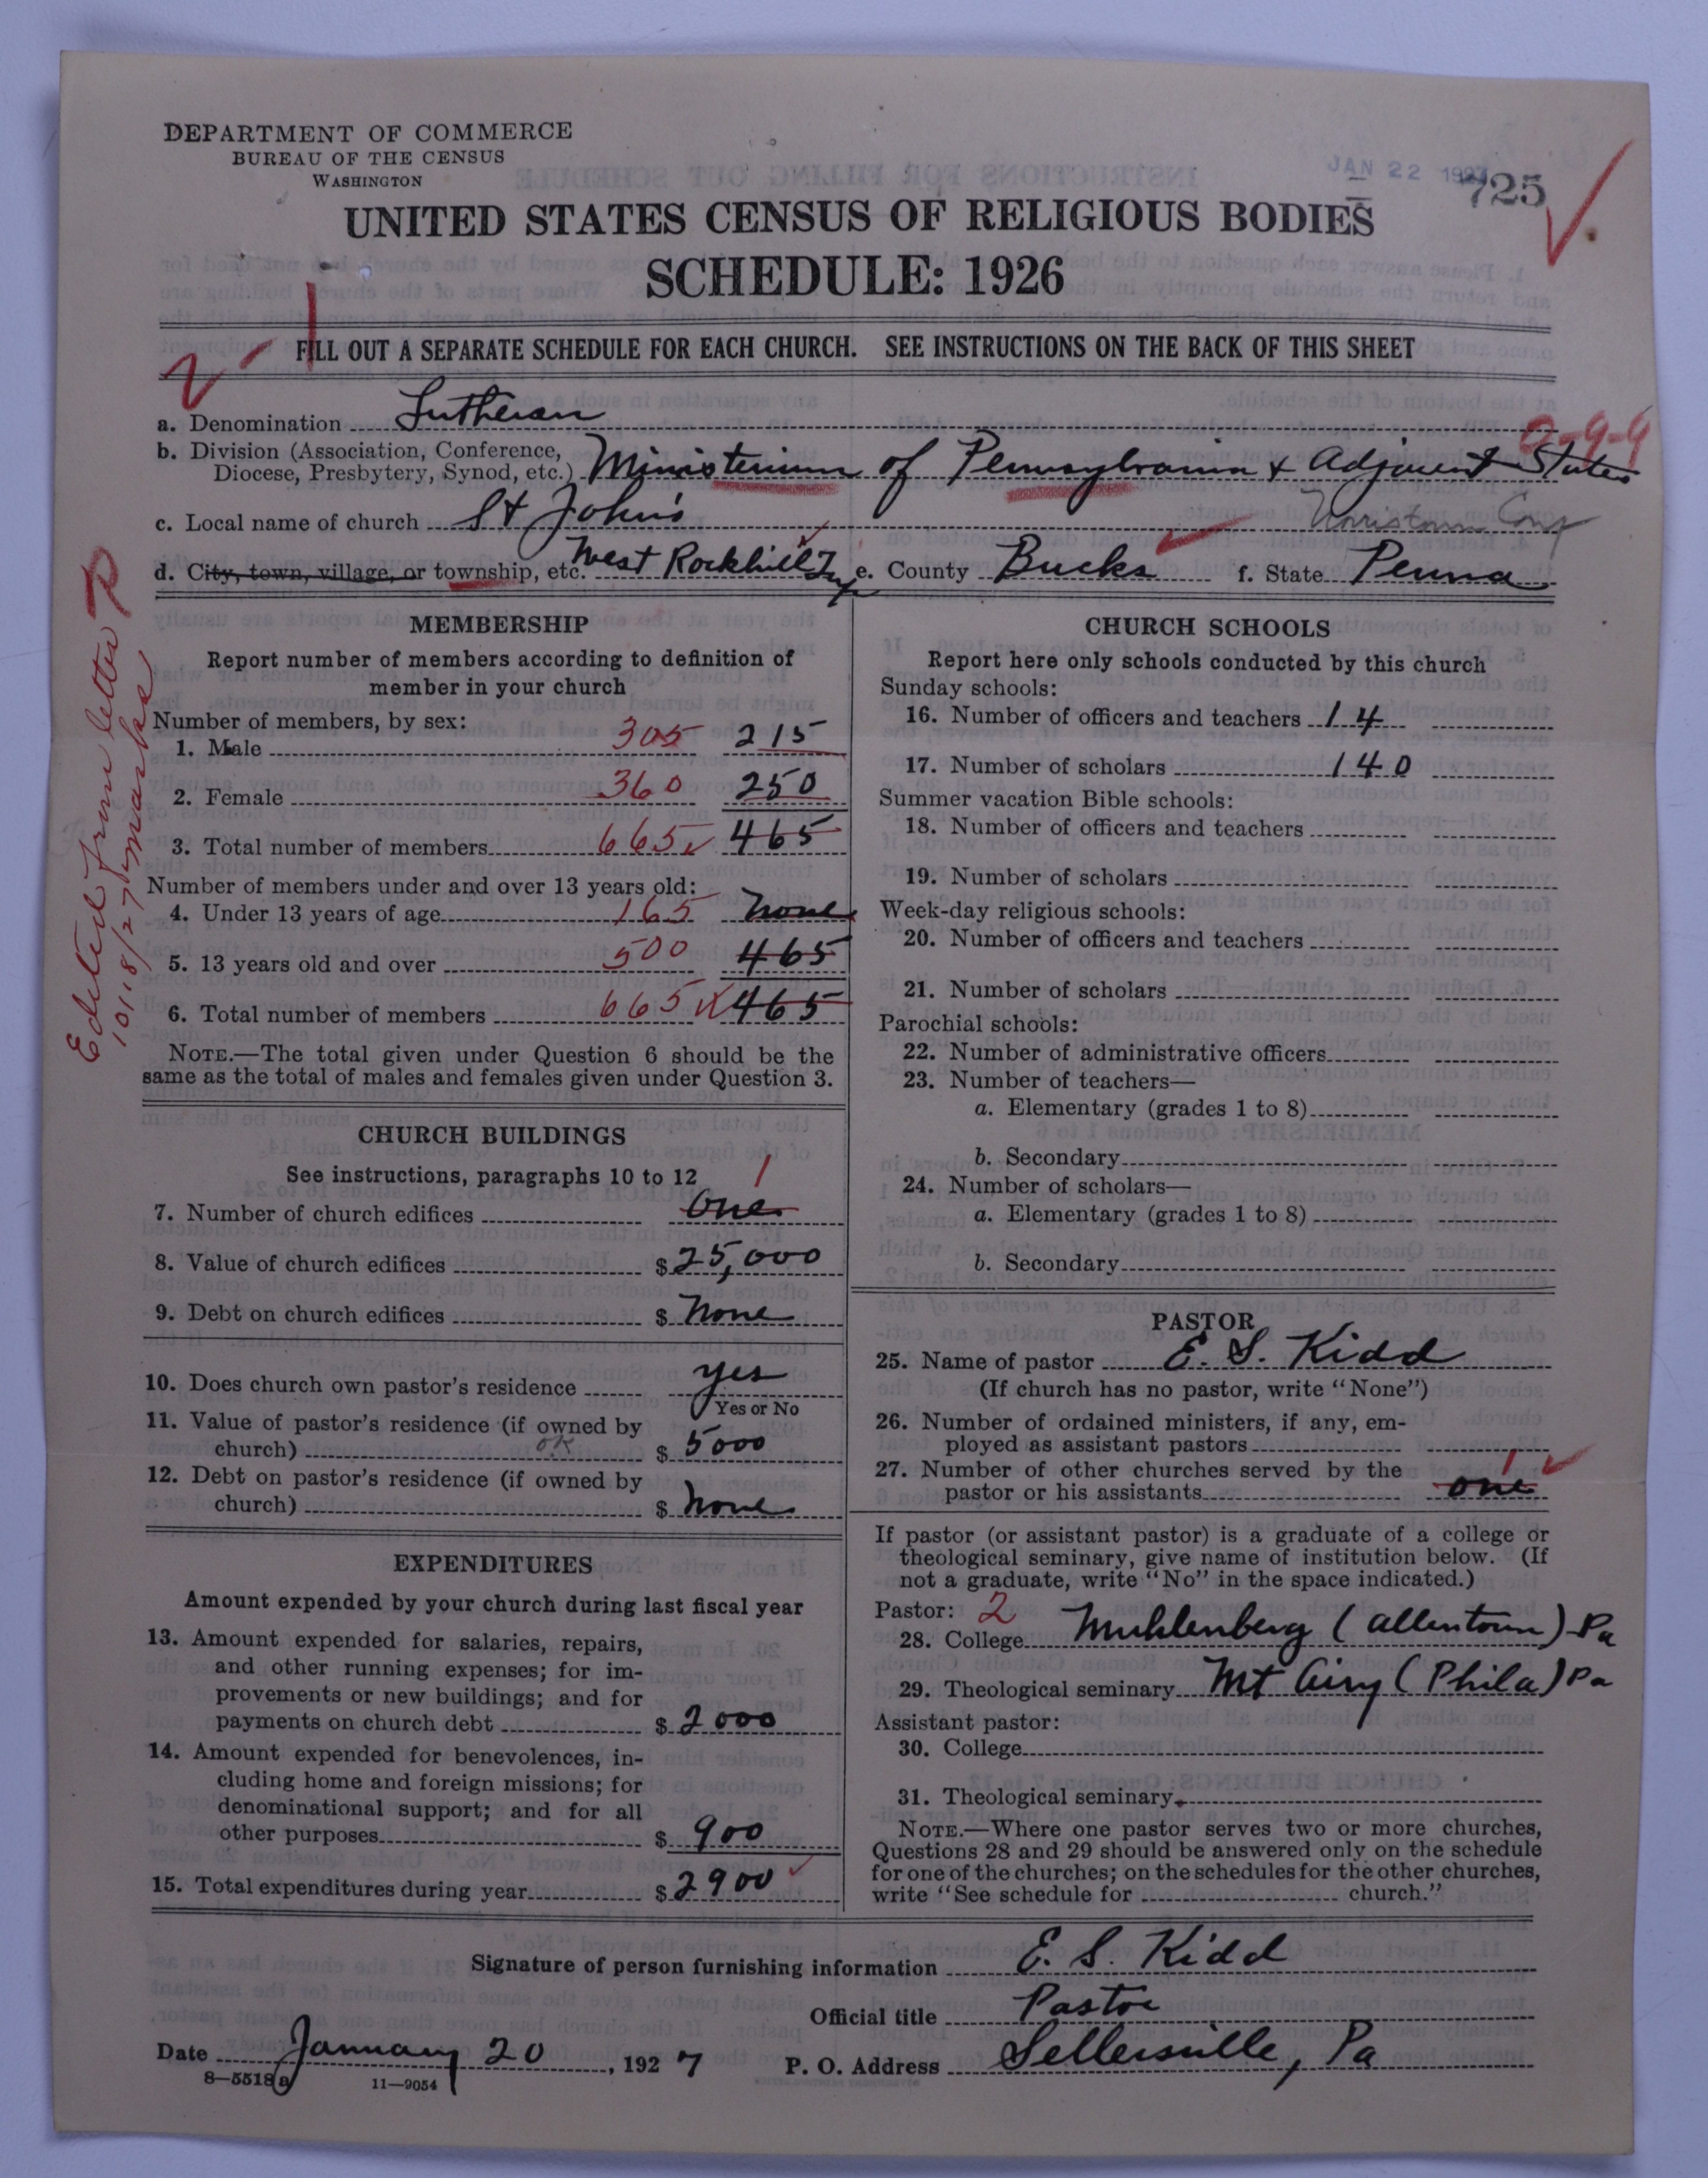 DEPARTMENT OF COMMERCE
BUREAU OF THE CENSUS
WASHINGTON
JAN 22 1927
725
UNITED STATES CENSUS OF RELIGIOUS BODIES
SCHEDULE: 1926
FILL OUT A SEPARATE SCHEDULE FOR EACH CHURCH. SEE INSTRUCTIONS ON THE BACK OF THIS SHEET
a. Denomination Lutheran
0-9-9
b. Division (Association, Conference,
Diocese, Presbytery, Synod, etc.) Ministerium of Pennsylvania & Adjacent States
c. Local name of church St Johns Norristown Conf
d. City, town, village, or township, etc. West Rockhill Twp e. County Bucks f. State Penna
Edited from letter P
10/18/27 Marks
MEMBERSHIP
Report number of members according to definition of
member in your church
Number of members, by sex:
1. Male 305 215
2. Female 360 250
3. Total number of members 665 465
Number of members under and over 13 years old:
4. Under 13 years of age 165 None
5. 13 years old and over 500 465
6. Total number of members 665 465
NOTE.—The total given under Question 6 should be the
same as the total of males and females given under Question 3.
CHURCH BUILDINGS
See instructions, paragraphs 10 to 12
1
7. Number of church edifices One
8. Value of church edifices $ 25,000
9. Debt on church edifices $ None
10. Does church own pastor's residence yes
Yes or No
11. Value of pastor's residence (if owned by
church) OK $ 5000
12. Debt on pastor's residence (if owned by
church) $ None
EXPENDITURES
Amount expended by your church during last fiscal year
13. Amount expended for salaries, repairs,
and other running expenses; for im-
provements or new buildings; and for
payments on church debt $ 2000
14. Amount expended for benevolences, in-
cluding home and foreign missions; for
denominational support; and for all
other purposes $ 900
15. Total expenditures during year $ 2900
CHURCH SCHOOLS
Report here only schools conducted by this church
Sunday schools:
16. Number of officers and teachers 14
17. Number of scholars 140
Summer vacation Bible schools:
18. Number of officers and teachers
19. Number of scholars
Week-day religious schools:
20. Number of officers and teachers
21. Number of scholars
Parochial schools:
22. Number of administrative officers
23. Number of teachers—
a. Elementary (grades 1 to 8)
b. Secondary
24. Number of scholars—
a. Elementary (grades 1 to 8)
b. Secondary
PASTOR
25. Name of pastor E. S. Kidd
(If church has no pastor, write "None")
26. Number of ordained ministers, if any, em-
ployed as assistant pastors
27. Number of other churches served by the 1
pastor or his assistants one
If pastor (or assistant pastor) is a graduate of a college or
theological seminary, give name of institution below. (If
not a graduate, write "No" in the space indicated.)
Pastor: 2
28. College Muhlenberg (Allentown) Pa
29. Theological seminary Mt Airy (Phila) Pa
Assistant pastor:
30. College
31. Theological seminary
NOTE.—Where one pastor serves two or more churches,
Questions 28 and 29 should be answered only on the schedule
for one of the churches; on the schedules for the other churches,
write "See schedule for church."
Signature of person furnishing information E. S. Kidd
Official title Pastor
Date January 20, 1927 P. O. Address Sellersville, Pa
8—5518a 11—9054